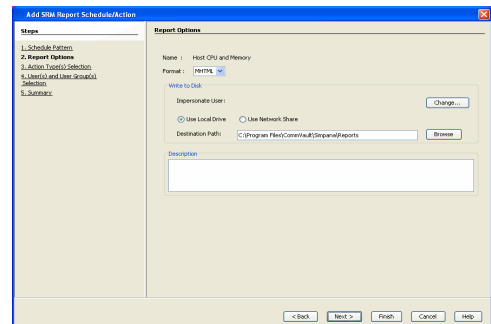 Add SRM Report Schedule/Action
Steps
1. Schedule Pattern
2. Report Options
3. Action Type(s) Selection
4. User(s) and User Group(s)
Selection
5. Summary
Report Options
Name : Host CPU and Memory
Format : MHTML
Write to Disk
Impersonate User:
Change...
Use Local Drive Use Network Share
Destination Path: C:\Program Files\CommVault\Simpana\Reports Browse
Description
< Back Next > Finish Cancel Help